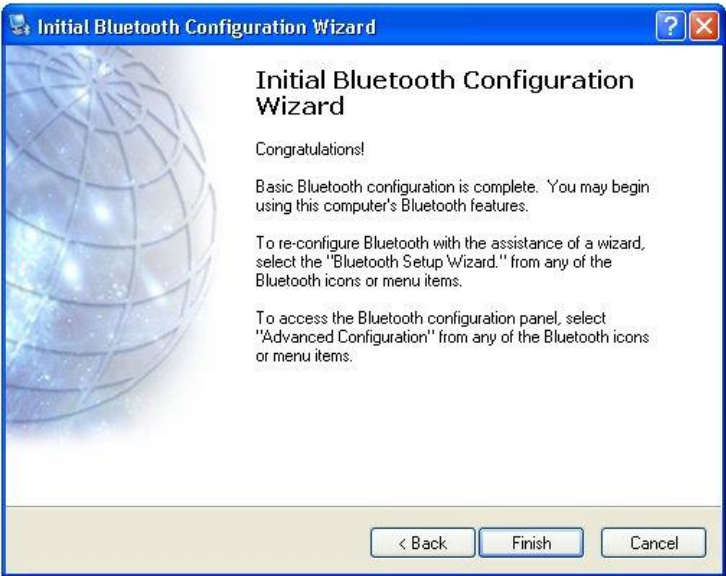 Initial Bluetooth Configuration Wizard
Initial Bluetooth Configuration
Wizard
Congratulations!
Basic Bluetooth configuration is complete.  You may begin
using this computer's Bluetooth features.
To re-configure Bluetooth with the assistance of a wizard,
select the "Bluetooth Setup Wizard." from any of the
Bluetooth icons or menu items.
To access the Bluetooth configuration panel, select
"Advanced Configuration" from any of the Bluetooth icons
or menu items.
< Back
Finish
Cancel